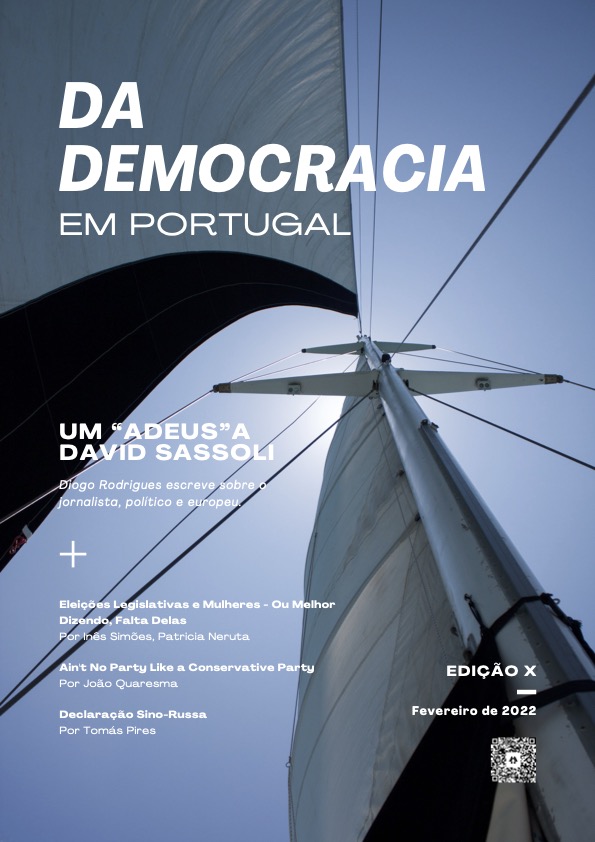 DA
DEMOCRACIA
EM PORTUGAL
UM “ADEUS”A
DAVID SASSOLI
Diogo Rodrigues escreve sobre o
jornalista, político e europeu.
Eleições Legislativas e Mulheres - Ou Melhor
Dizendo, Falta Delas
Por Inês Simões, Patricia Neruta
Ain't No Party Like a Conservative Party
Por João Quaresma
Declaração Sino-Russa
Por Tomás Pires
EDIÇÃO X
Fevereiro de 2022